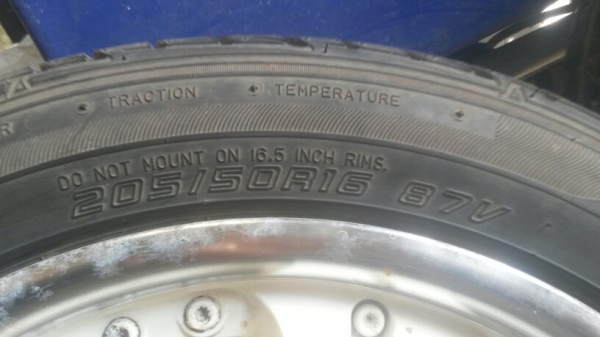 TRACTION TEMPERATURE A
DO NOT MOUNT ON 16.5 INCH RIMS.
205/50R16 87V